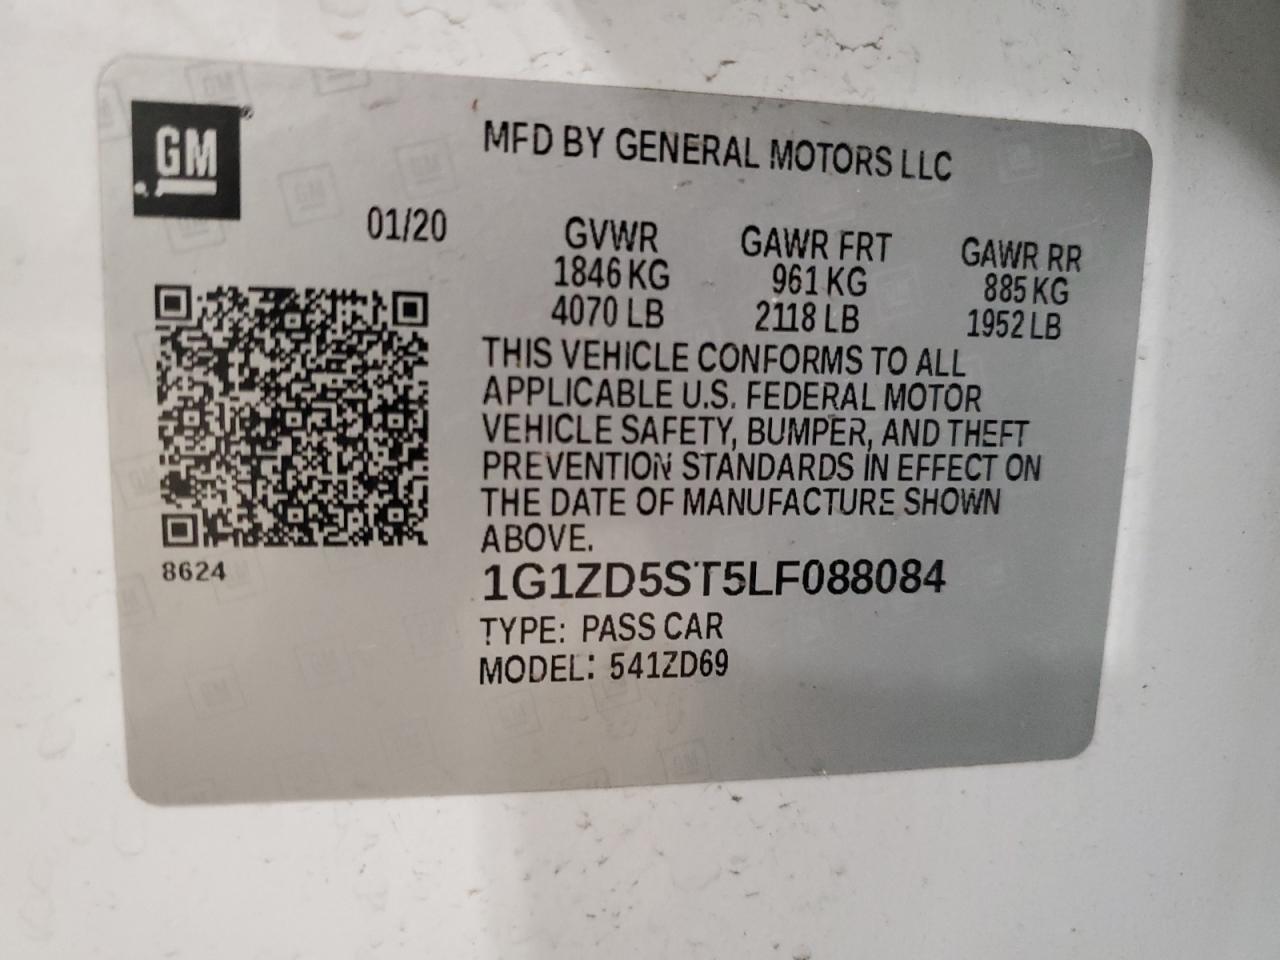 GM
MFD BY GENERAL MOTORS LLC
01/20
GVWR GAWR FRT GAWR RR
1846 KG 961 KG 885 KG
4070 LB 2118 LB 1952 LB
THIS VEHICLE CONFORMS TO ALL
APPLICABLE U.S. FEDERAL MOTOR
VEHICLE SAFETY, BUMPER, AND THEFT
PREVENTION STANDARDS IN EFFECT ON
THE DATE OF MANUFACTURE SHOWN
ABOVE.
8624
1G1ZD5ST5LF088084
TYPE: PASS CAR
MODEL: 541ZD69